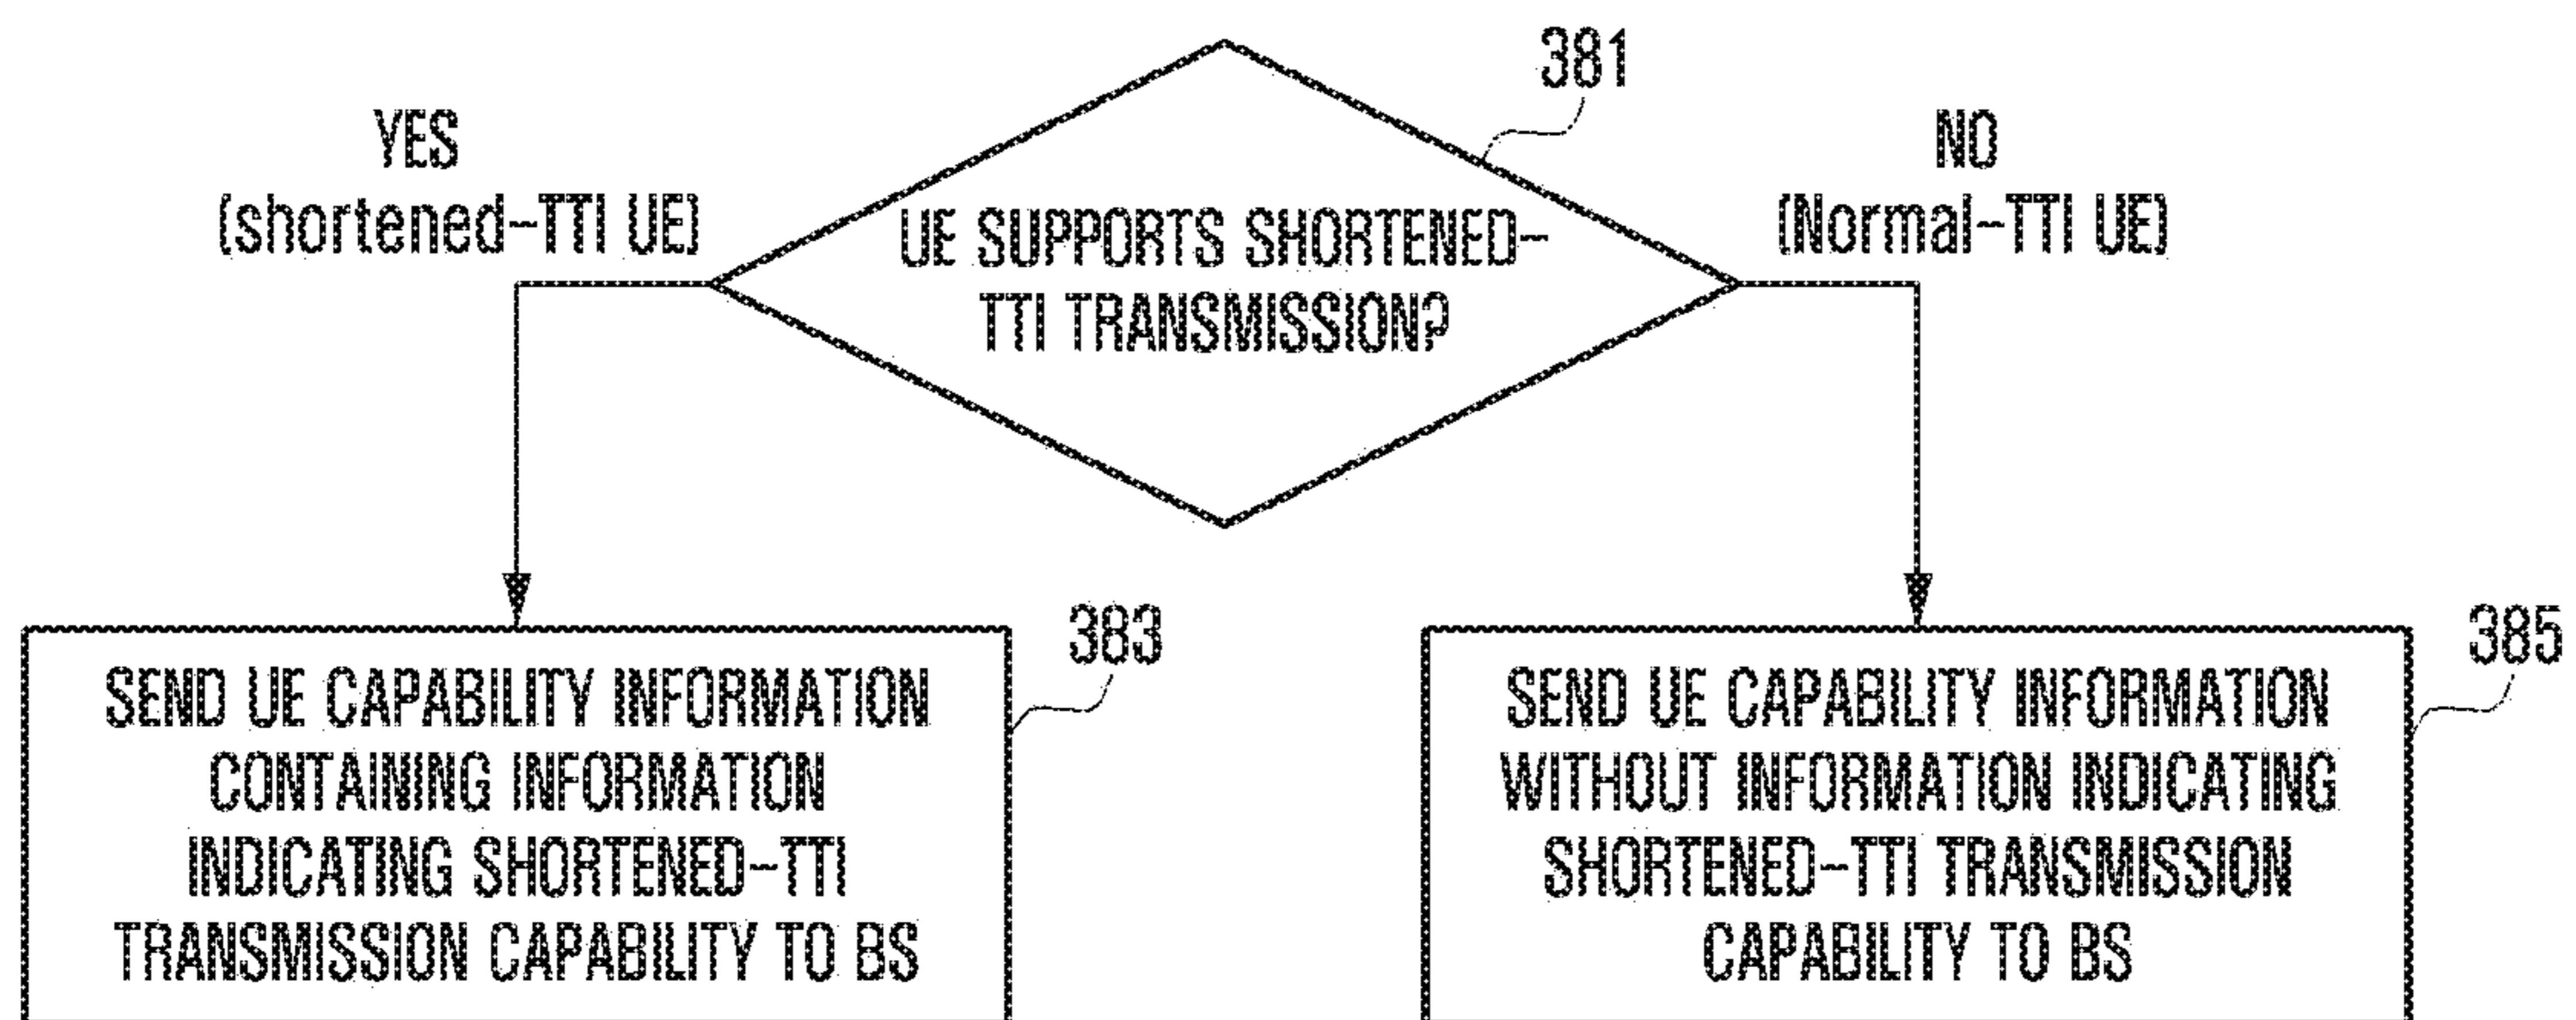 381
YES
(shortened-TTI UE)
NO
(Normal-TTI UE)
UE SUPPORTS SHORTENED-
TTI TRANSMISSION?
383
SEND UE CAPABILITY INFORMATION
CONTAINING INFORMATION
INDICATING SHORTENED-TTI
TRANSMISSION CAPABILITY TO BS
385
SEND UE CAPABILITY INFORMATION
WITHOUT INFORMATION INDICATING
SHORTENED-TTI TRANSMISSION
CAPABILITY TO BS